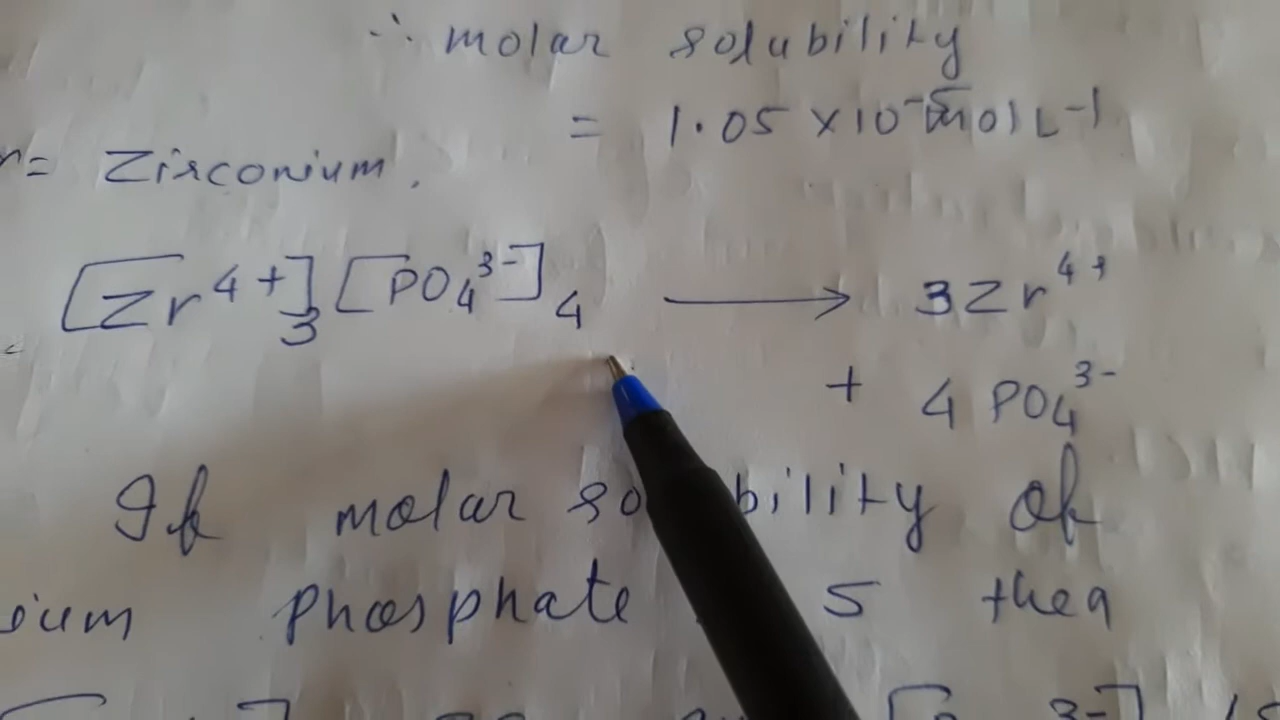 ∴ molar solubility
= 1.05 × 10⁻⁵ mol L⁻¹
= Zirconium.
[Zr⁴⁺]₃ [PO₄³⁻]₄ ⟶ 3Zr⁴⁺
+ 4 PO₄³⁻
If molar solubility of
phosphate S then